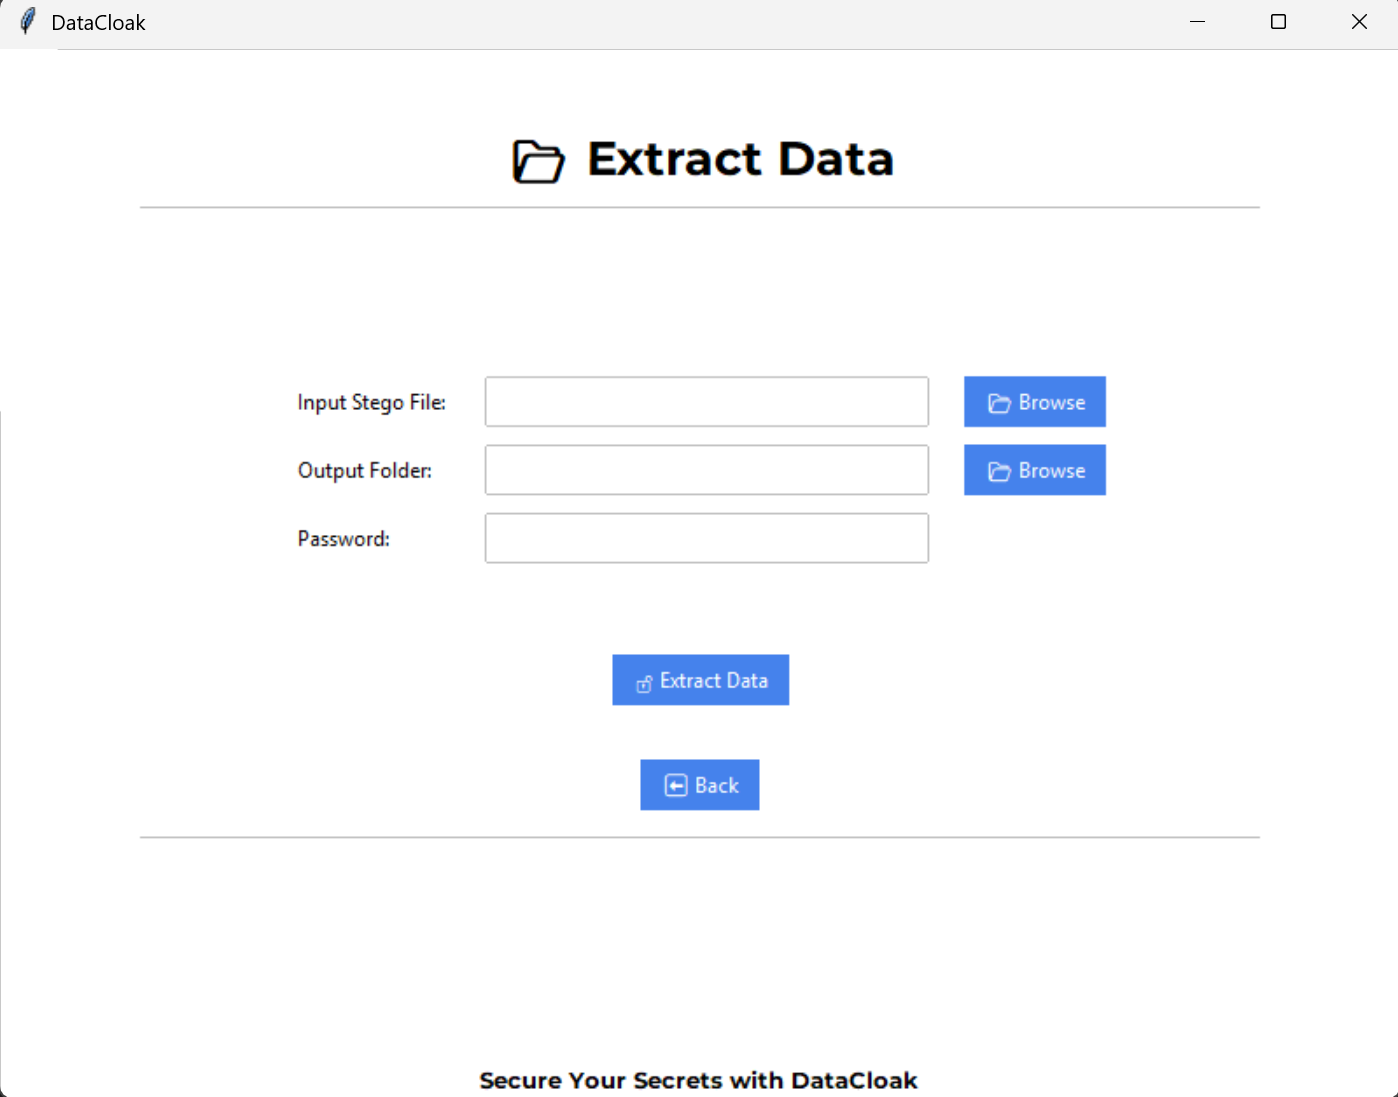 DataCloak
Extract Data
Input Stego File:
Browse
Output Folder:
Browse
Password:
Extract Data
Back
Secure Your Secrets with DataCloak